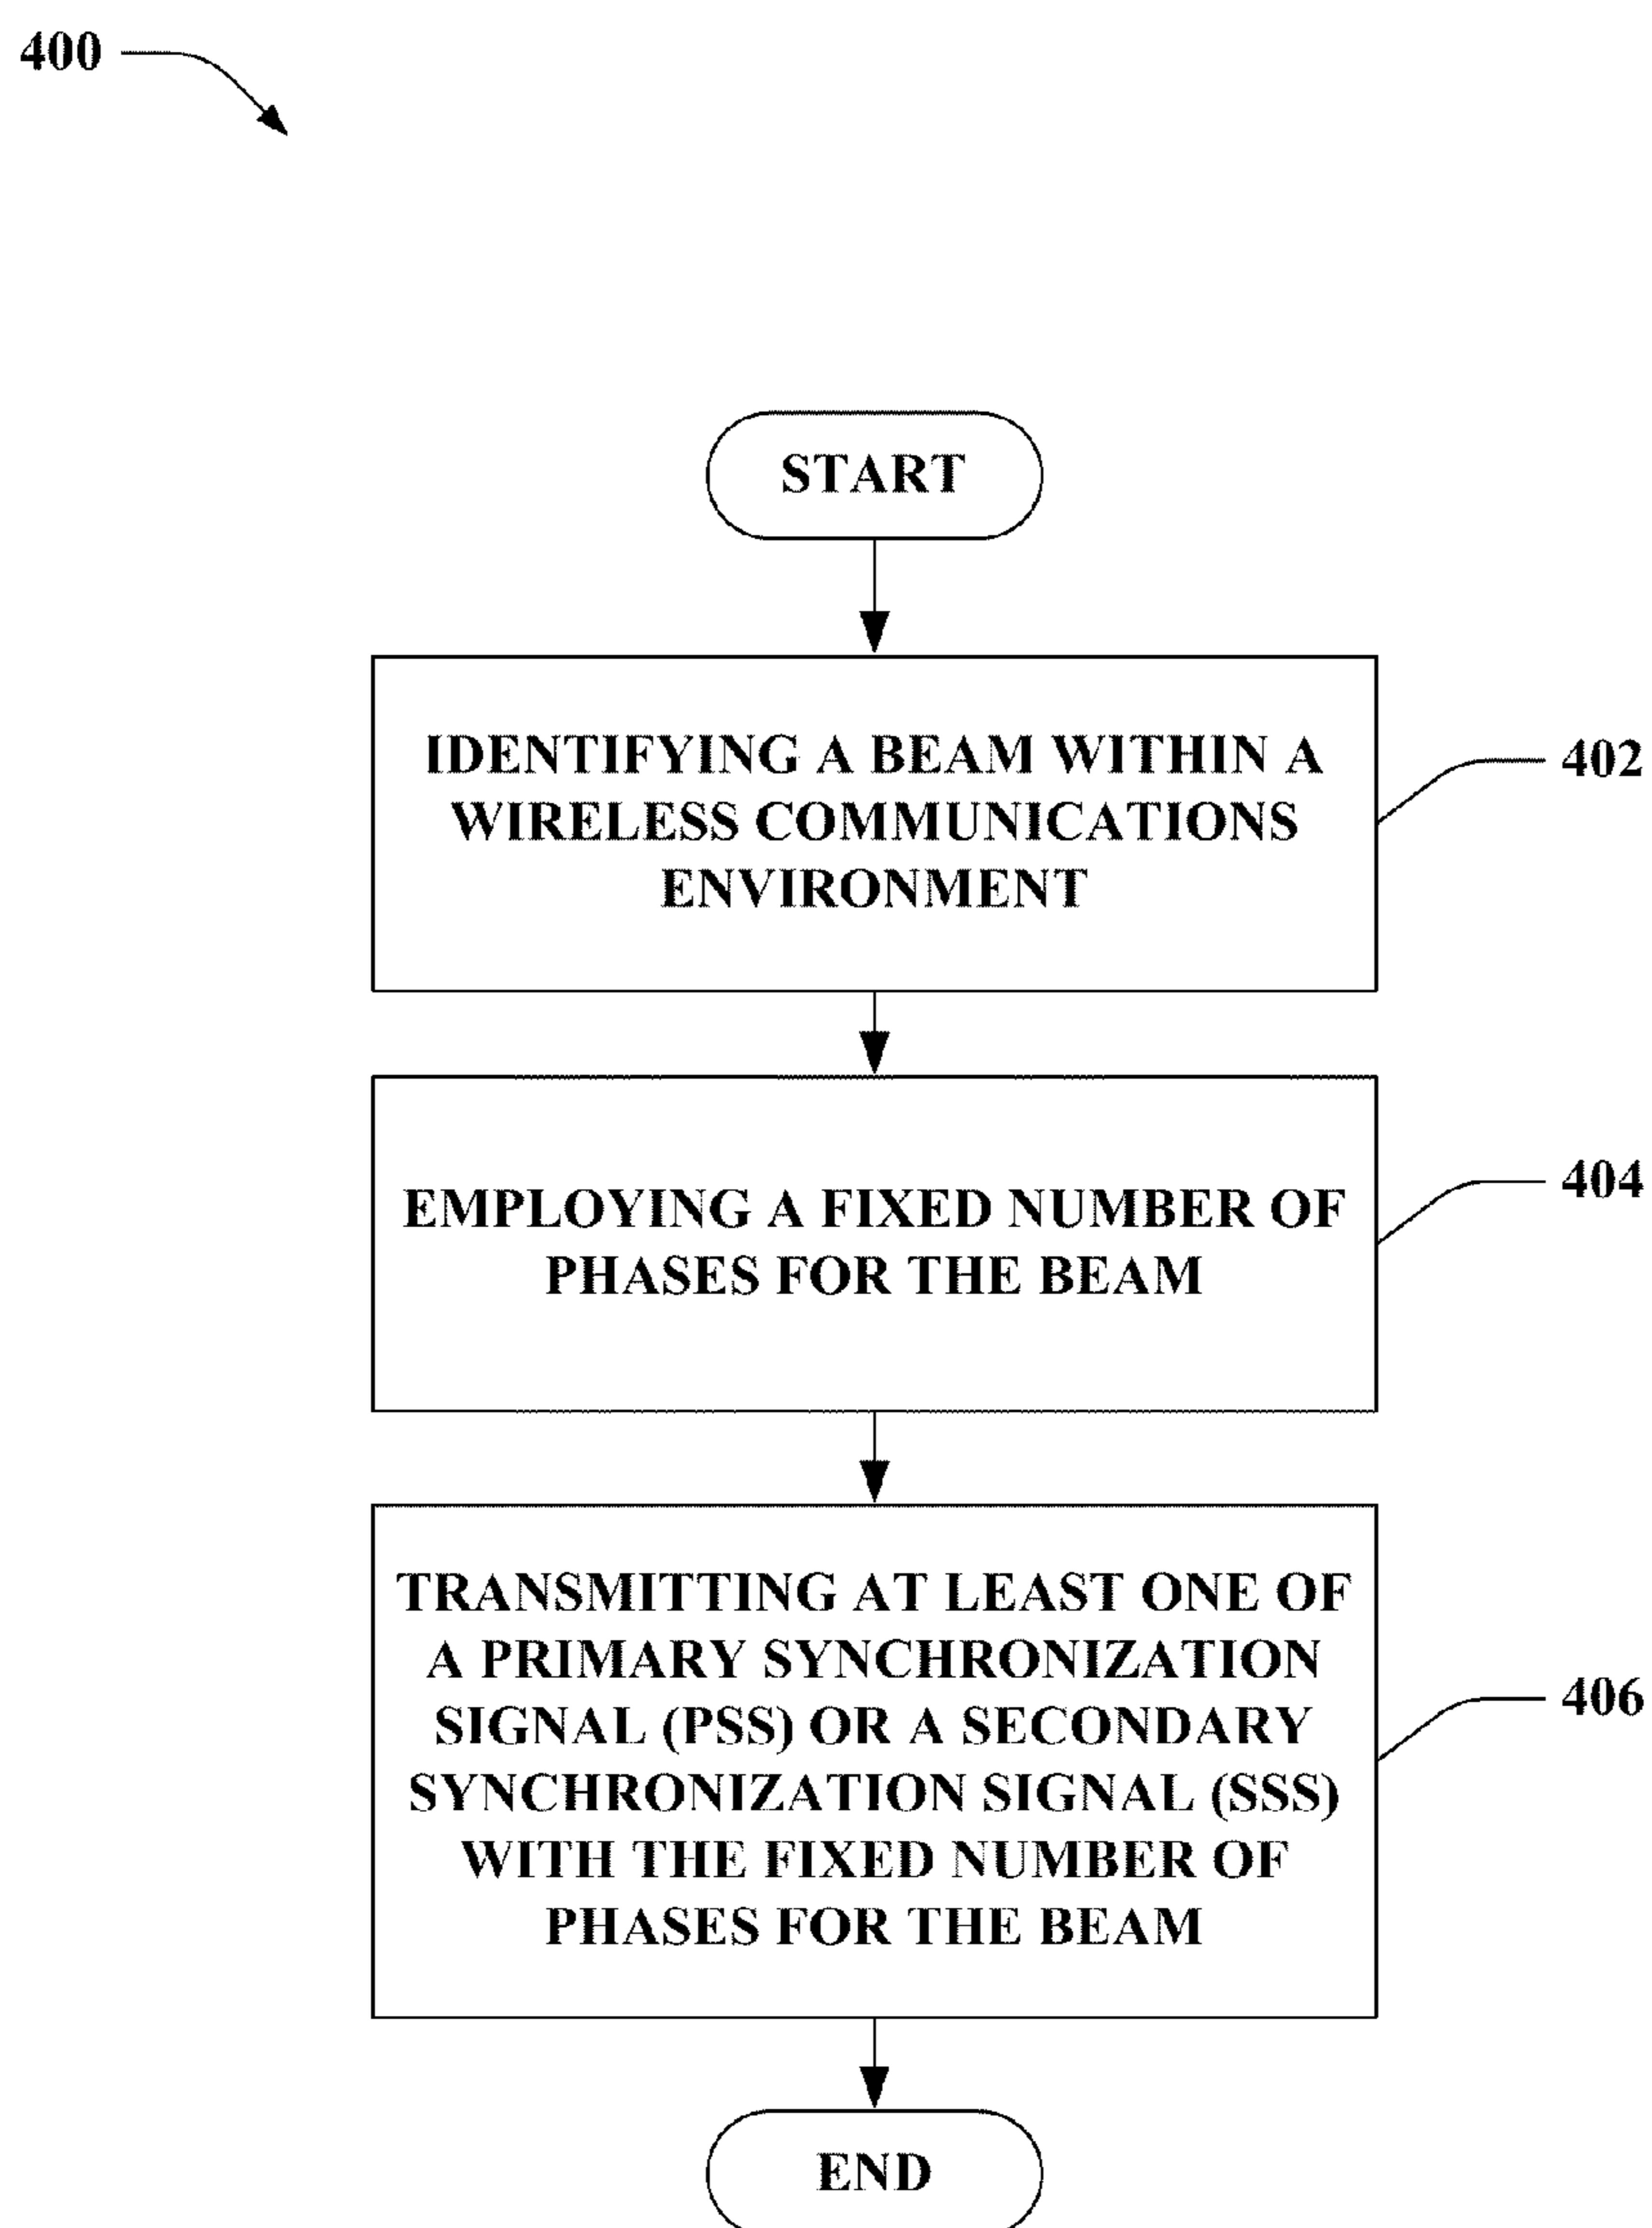 400
START
IDENTIFYING A BEAM WITHIN A
WIRELESS COMMUNICATIONS
ENVIRONMENT
402
EMPLOYING A FIXED NUMBER OF
PHASES FOR THE BEAM
404
TRANSMITTING AT LEAST ONE OF
A PRIMARY SYNCHRONIZATION
SIGNAL (PSS) OR A SECONDARY
SYNCHRONIZATION SIGNAL (SSS)
WITH THE FIXED NUMBER OF
PHASES FOR THE BEAM
406
END